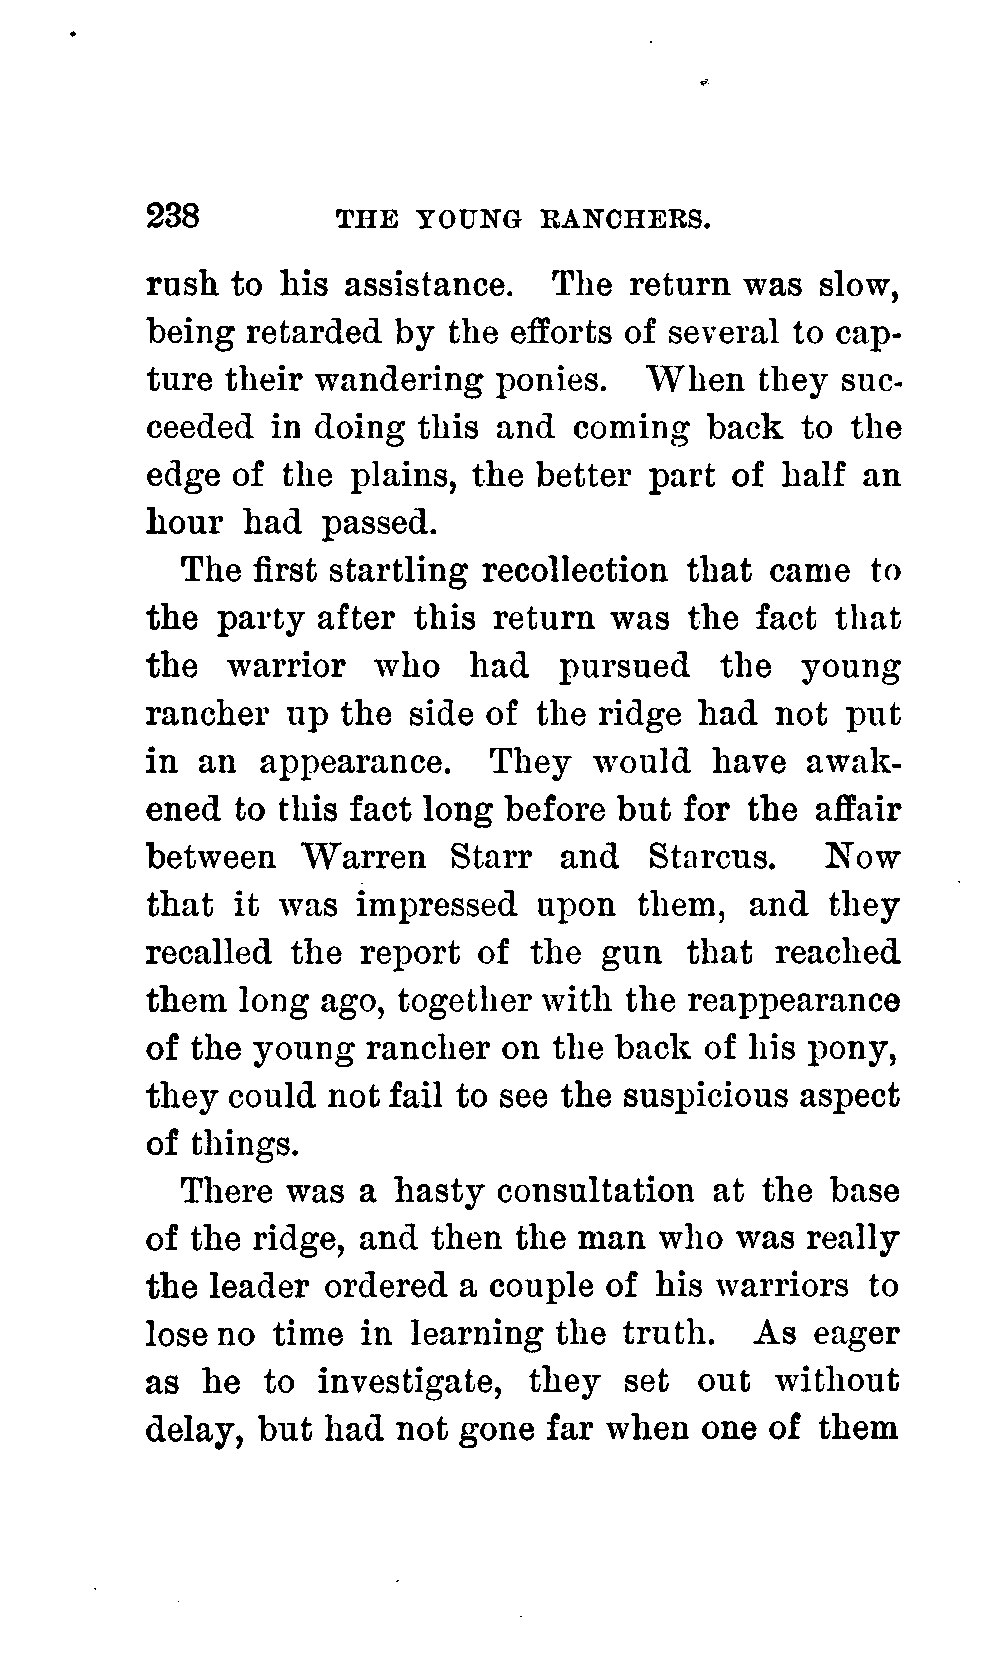 238 THE YOUNG RANCHERS.
rush to his assistance. The return was slow,
being retarded by the efforts of several to cap-
ture their wandering ponies. When they suc-
ceeded in doing this and coming back to the
edge of the plains, the better part of half an
hour had passed.
The first startling recollection that came to
the party after this return was the fact that
the warrior who had pursued the young
rancher up the side of the ridge had not put
in an appearance. They would have awak-
ened to this fact long before but for the affair
between Warren Starr and Starcus. Now
that it was impressed upon them, and they
recalled the report of the gun that reached
them long ago, together with the reappearance
of the young rancher on the back of his pony,
they could not fail to see the suspicious aspect
of things.
There was a hasty consultation at the base
of the ridge, and then the man who was really
the leader ordered a couple of his warriors to
lose no time in learning the truth. As eager
as he to investigate, they set out without
delay, but had not gone far when one of them